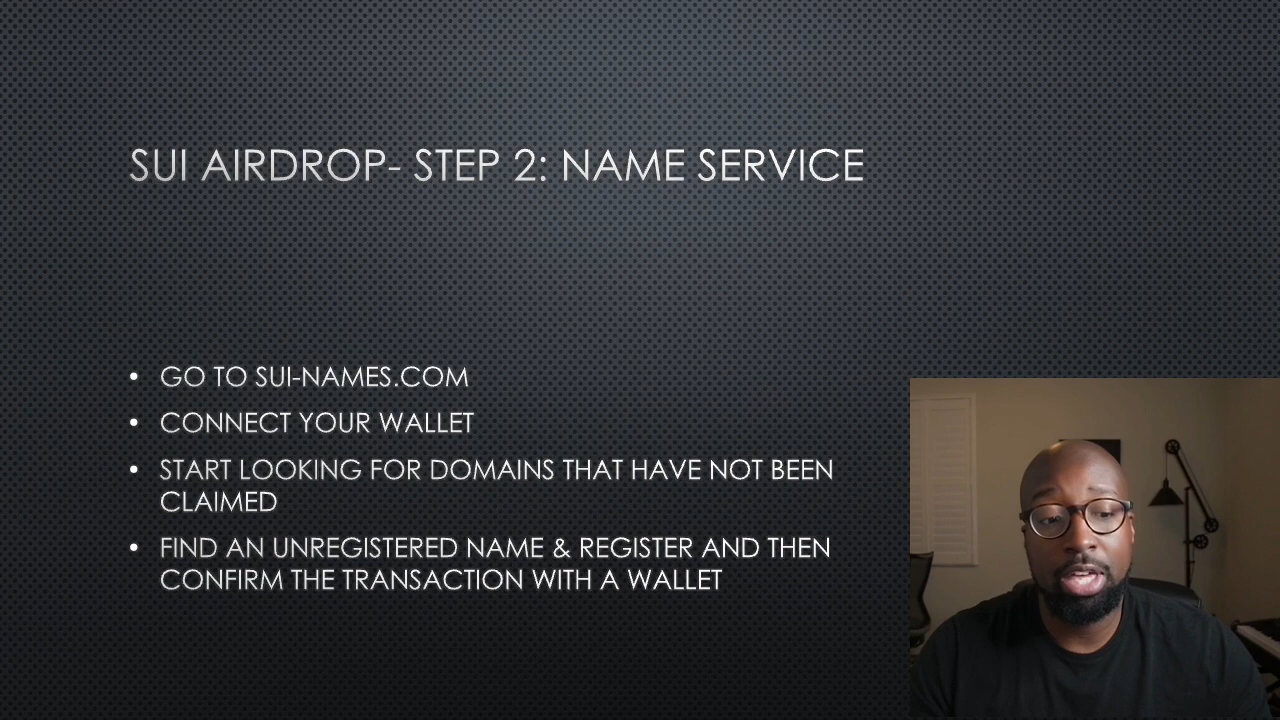 SUI AIRDROP- STEP 2: NAME SERVICE
• GO TO SUI-NAMES.COM
• CONNECT YOUR WALLET
• START LOOKING FOR DOMAINS THAT HAVE NOT BEEN
CLAIMED
• FIND AN UNREGISTERED NAME & REGISTER AND THEN
CONFIRM THE TRANSACTION WITH A WALLET